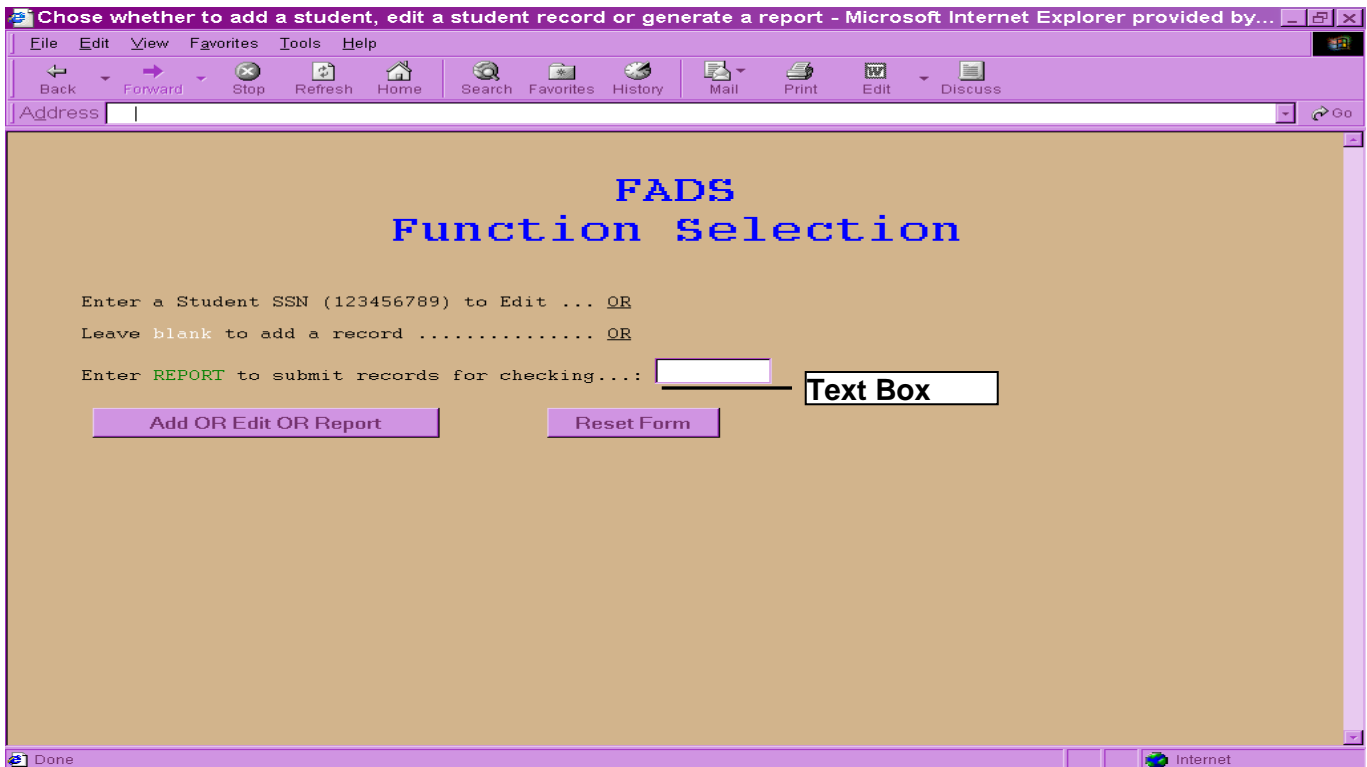 Chose whether to add a student, edit a student record or generate a report - Microsoft Internet Explorer provided by...
File Edit View Favorites Tools Help
Back Forward Stop Refresh Home Search Favorites History Mail Print Edit Discuss
Address Go
FADS
Function Selection
Enter a Student SSN (123456789) to Edit ... OR
Leave blank to add a record ............... OR
Enter REPORT to submit records for checking...:
Text Box
Add OR Edit OR Report Reset Form
Done Internet